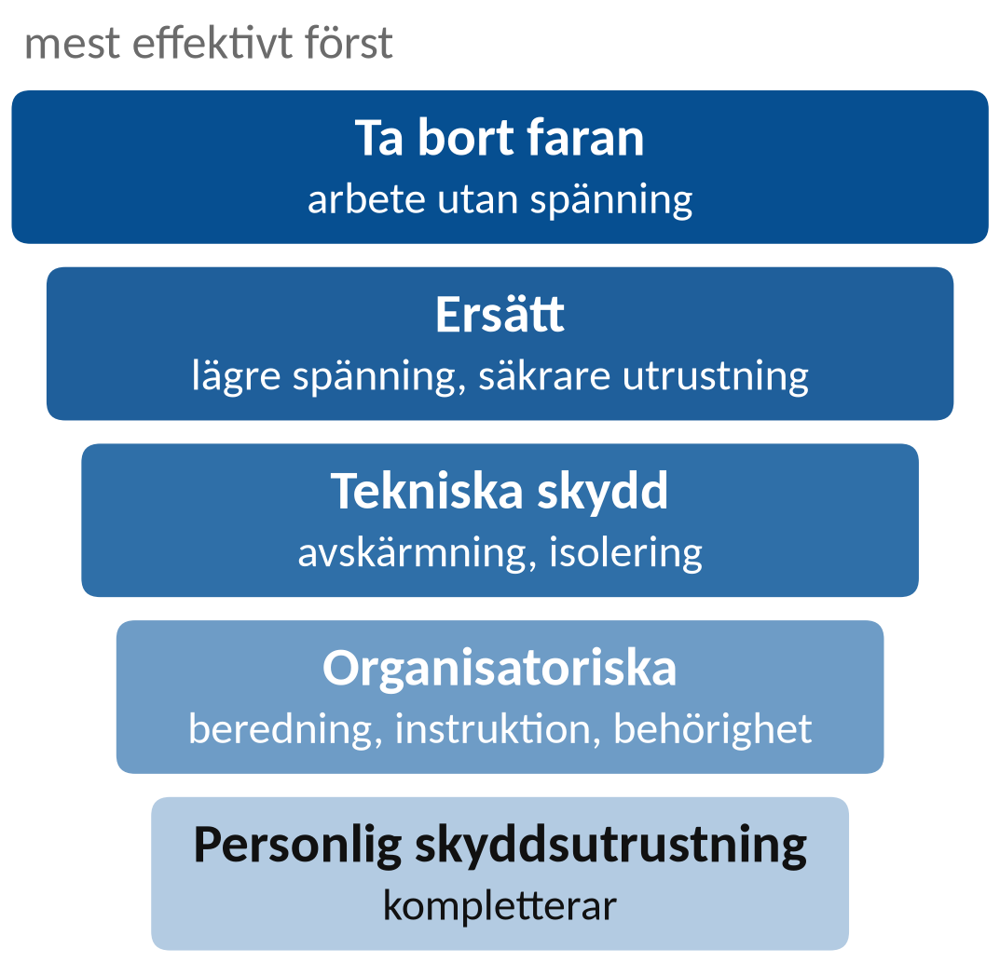 mest effektivt först
Ta bort faran
arbete utan spänning
Ersätt
lägre spänning, säkrare utrustning
Tekniska skydd
avskärmning, isolering
Organisatoriska
beredning, instruktion, behörighet
Personlig skyddsutrustning
kompletterar